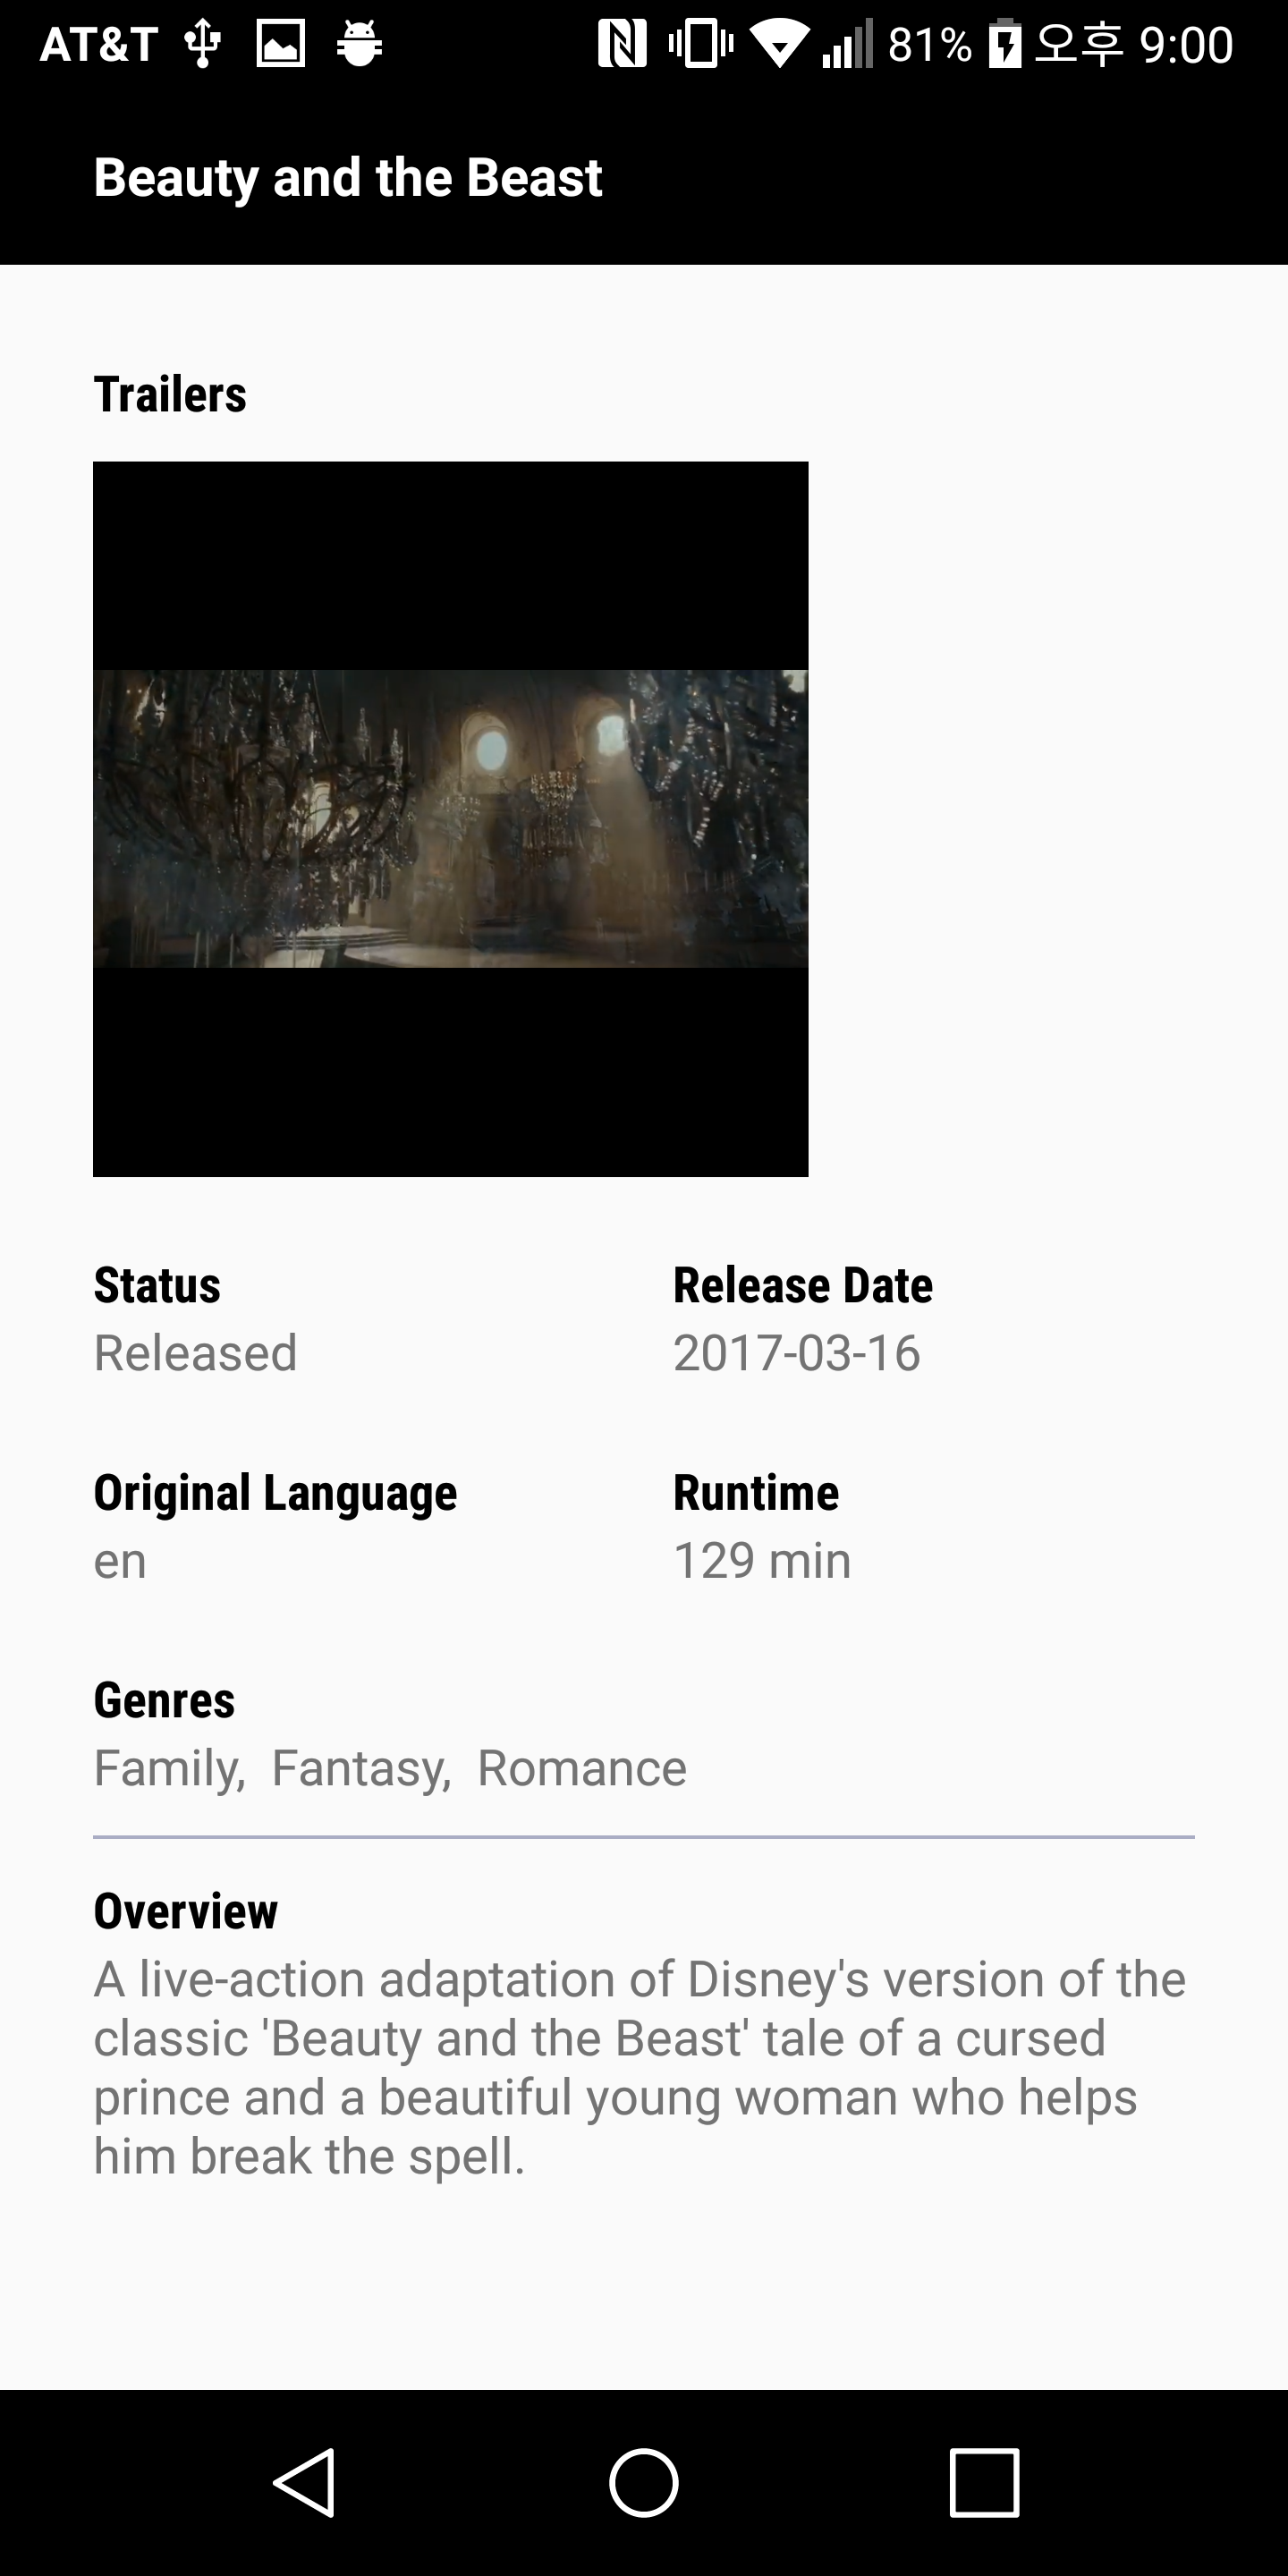 AT&T 81% 오후 9:00
Beauty and the Beast
Trailers
Status Release Date
Released 2017-03-16
Original Language Runtime
en 129 min
Genres
Family, Fantasy, Romance
Overview
A live-action adaptation of Disney's version of the
classic 'Beauty and the Beast' tale of a cursed
prince and a beautiful young woman who helps
him break the spell.